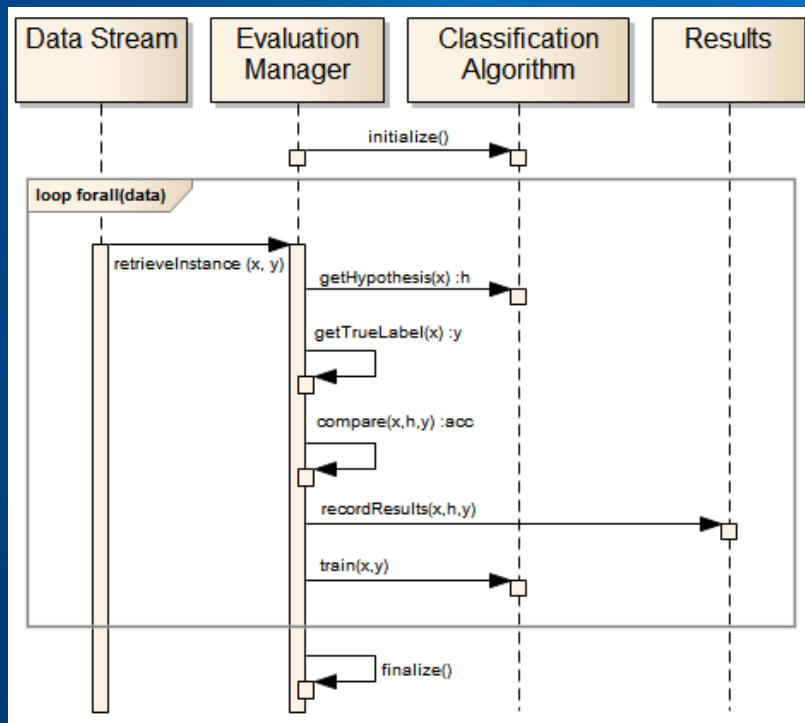 Data Stream
Evaluation
Manager
Classification
Algorithm
Results
initialize()
loop forall(data)
retrieveInstance (x, y)
getHypothesis(x) :h
getTrueLabel(x) :y
compare(x,h,y) :acc
recordResults(x,h,y)
train(x,y)
finalize()